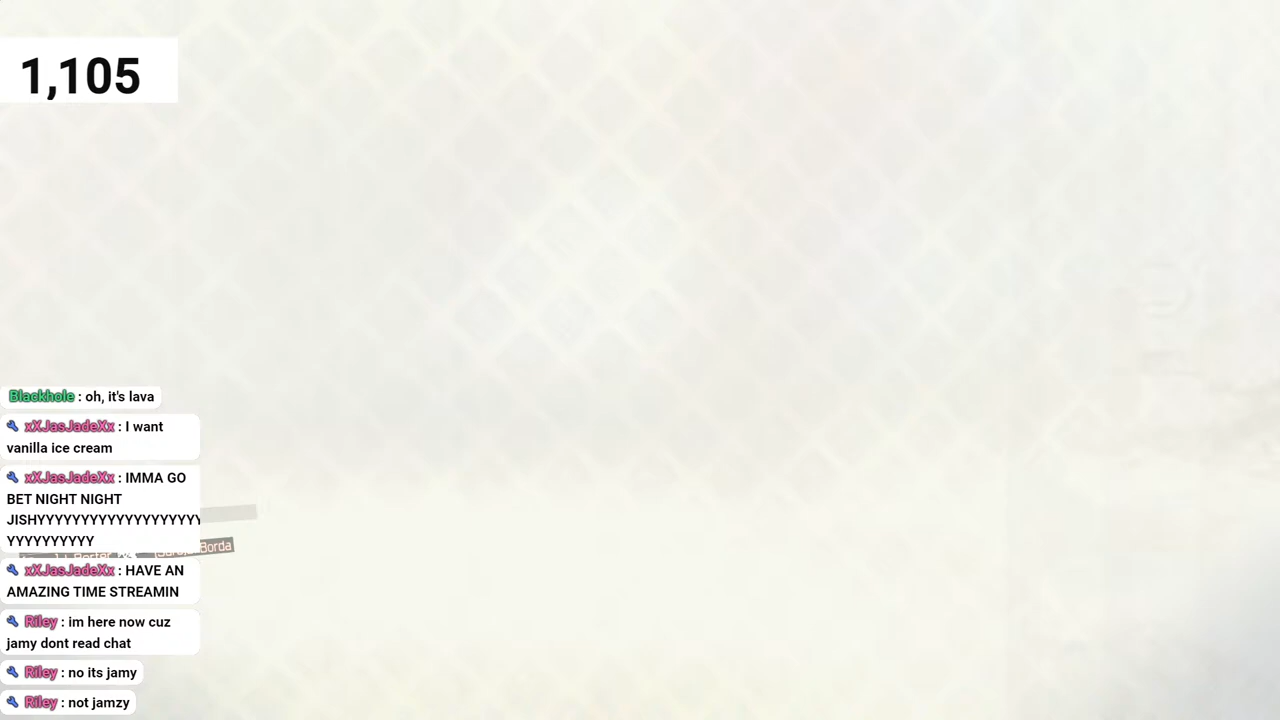 1,105
Blackhole : oh, it's lava
xXJasJadeXx : I want
vanilla ice cream
xXJasJadeXx : IMMA GO
BET NIGHT NIGHT
JISHYYYYYYYYYYYYYYYYYYY
YYYYYYYYYY
Borda
xXJasJadeXx : HAVE AN
AMAZING TIME STREAMIN
Riley : im here now cuz
jamy dont read chat
Riley : no its jamy
Riley : not jamzy